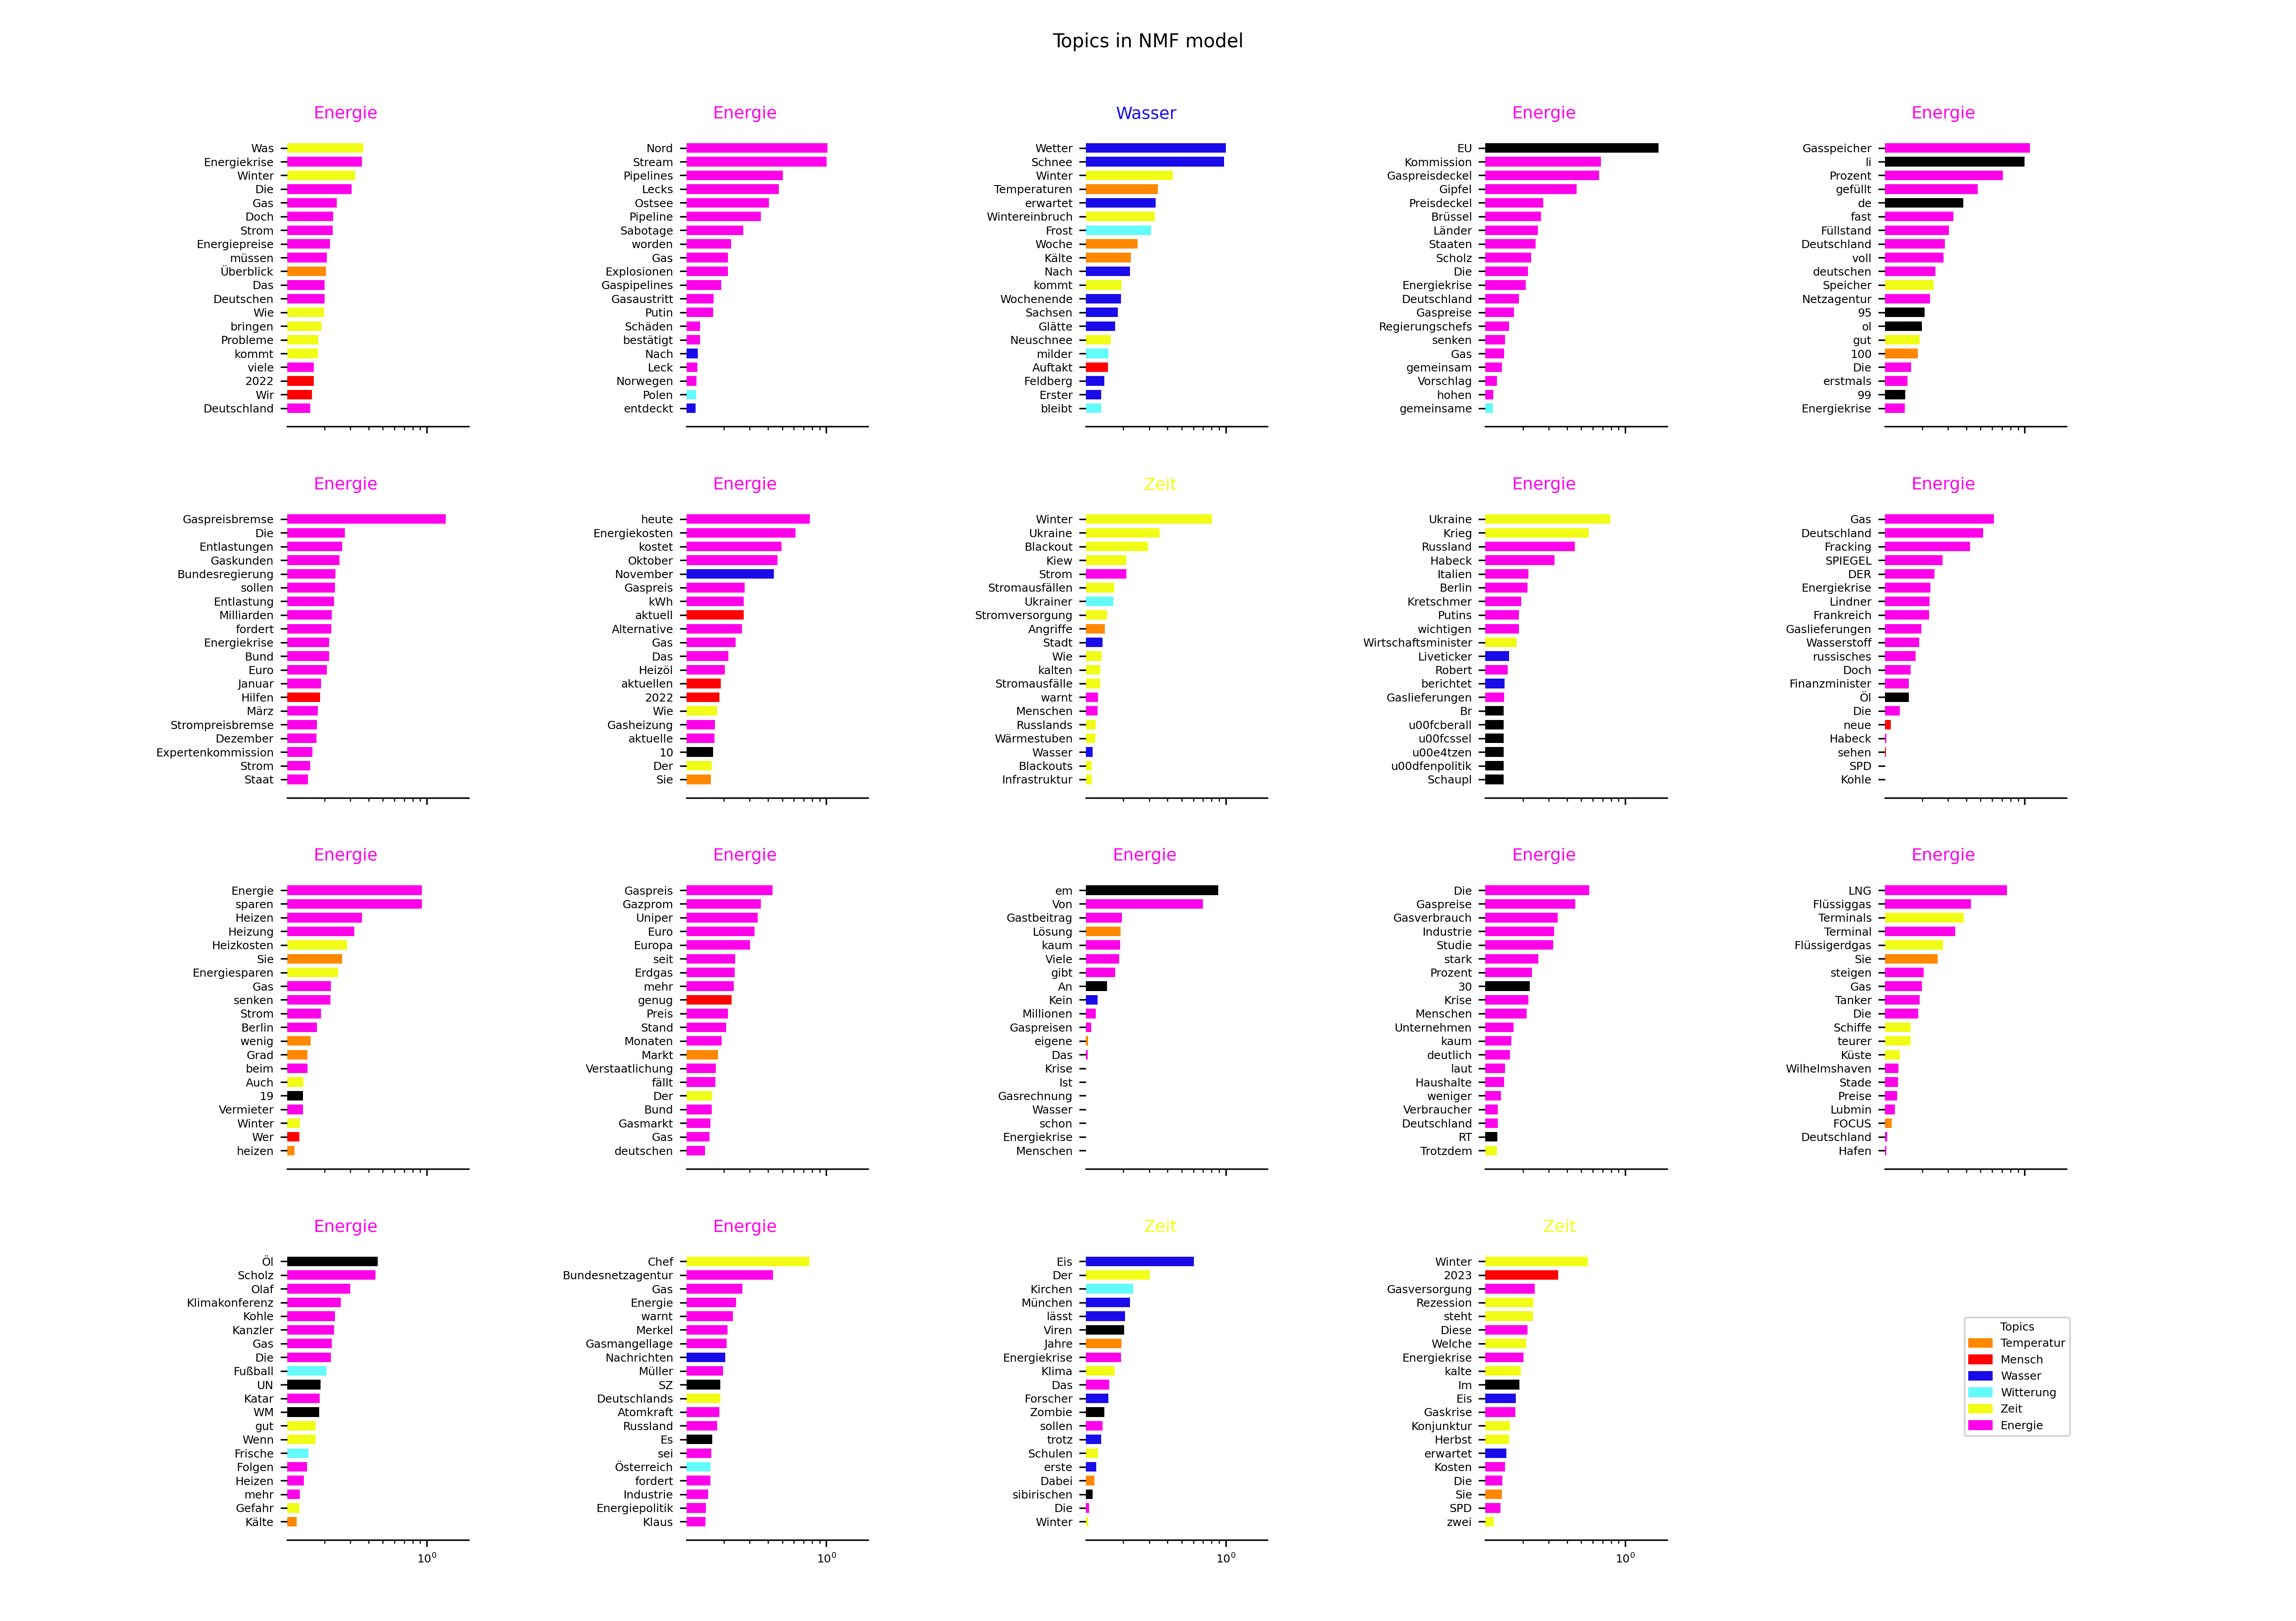 Topics in NMF model
Energie
Was
Energiekrise
Winter
Die
Gas
Doch
Strom
Energiepreise
müssen
Überblick
Das
Deutschen
Wie
bringen
Probleme
kommt
viele
2022
Wir
Deutschland
Energie
Nord
Stream
Pipelines
Lecks
Ostsee
Pipeline
Sabotage
worden
Gas
Explosionen
Gaspipelines
Gasaustritt
Putin
Schäden
bestätigt
Nach
Leck
Norwegen
Polen
entdeckt
Wasser
Wetter
Schnee
Winter
Temperaturen
erwartet
Wintereinbruch
Frost
Woche
Kälte
Nach
kommt
Wochenende
Sachsen
Glätte
Neuschnee
milder
Auftakt
Feldberg
Erster
bleibt
Energie
EU
Kommission
Gaspreisdeckel
Gipfel
Preisdeckel
Brüssel
Länder
Staaten
Scholz
Die
Energiekrise
Deutschland
Gaspreise
Regierungschefs
senken
Gas
gemeinsam
Vorschlag
hohen
gemeinsame
Energie
Gasspeicher
li
Prozent
gefüllt
de
fast
Füllstand
Deutschland
voll
deutschen
Speicher
Netzagentur
95
ol
gut
100
Die
erstmals
99
Energiekrise
Energie
Gaspreisbremse
Die
Entlastungen
Gaskunden
Bundesregierung
sollen
Entlastung
Milliarden
fordert
Energiekrise
Bund
Euro
Januar
Hilfen
März
Strompreisbremse
Dezember
Expertenkommission
Strom
Staat
Energie
heute
Energiekosten
kostet
Oktober
November
Gaspreis
kWh
aktuell
Alternative
Gas
Das
Heizöl
aktuellen
2022
Wie
Gasheizung
aktuelle
10
Der
Sie
Zeit
Winter
Ukraine
Blackout
Kiew
Strom
Stromausfällen
Ukrainer
Stromversorgung
Angriffe
Stadt
Wie
kalten
Stromausfälle
warnt
Menschen
Russlands
Wärmestuben
Wasser
Blackouts
Infrastruktur
Energie
Ukraine
Krieg
Russland
Habeck
Italien
Berlin
Kretschmer
Putins
wichtigen
Wirtschaftsminister
Liveticker
Robert
berichtet
Gaslieferungen
Br
u00fcberall
u00fcssel
u00e4tzen
u00dfenpolitik
Schaupl
Energie
Gas
Deutschland
Fracking
SPIEGEL
DER
Energiekrise
Lindner
Frankreich
Gaslieferungen
Wasserstoff
russisches
Doch
Finanzminister
Öl
Die
neue
Habeck
sehen
SPD
Kohle
Energie
Energie
sparen
Heizen
Heizung
Heizkosten
Sie
Energiesparen
Gas
senken
Strom
Berlin
wenig
Grad
beim
Auch
19
Vermieter
Winter
Wer
heizen
Energie
Gaspreis
Gazprom
Uniper
Euro
Europa
seit
Erdgas
mehr
genug
Preis
Stand
Monaten
Markt
Verstaatlichung
fällt
Der
Bund
Gasmarkt
Gas
deutschen
Energie
em
Von
Gastbeitrag
Lösung
kaum
Viele
gibt
An
Kein
Millionen
Gaspreisen
eigene
Das
Krise
Ist
Gasrechnung
Wasser
schon
Energiekrise
Menschen
Energie
Die
Gaspreise
Gasverbrauch
Industrie
Studie
stark
Prozent
30
Krise
Menschen
Unternehmen
kaum
deutlich
laut
Haushalte
weniger
Verbraucher
Deutschland
RT
Trotzdem
Energie
LNG
Flüssiggas
Terminals
Terminal
Flüssigerdgas
Sie
steigen
Gas
Tanker
Die
Schiffe
teurer
Küste
Wilhelmshaven
Stade
Preise
Lubmin
FOCUS
Deutschland
Hafen
Energie
Öl
Scholz
Olaf
Klimakonferenz
Kohle
Kanzler
Gas
Die
Fußball
UN
Katar
WM
gut
Wenn
Frische
Folgen
Heizen
mehr
Gefahr
Kälte
10⁰
Energie
Chef
Bundesnetzagentur
Gas
Energie
warnt
Merkel
Gasmangellage
Nachrichten
Müller
SZ
Deutschlands
Atomkraft
Russland
Es
sei
Österreich
fordert
Industrie
Energiepolitik
Klaus
10⁰
Zeit
Eis
Der
Kirchen
München
lässt
Viren
Jahre
Energiekrise
Klima
Das
Forscher
Zombie
sollen
trotz
Schulen
erste
Dabei
sibirischen
Die
Winter
10⁰
Zeit
Winter
2023
Gasversorgung
Rezession
steht
Diese
Welche
Energiekrise
kalte
Im
Eis
Gaskrise
Konjunktur
Herbst
erwartet
Kosten
Die
Sie
SPD
zwei
10⁰
Topics
Temperatur
Mensch
Wasser
Witterung
Zeit
Energie